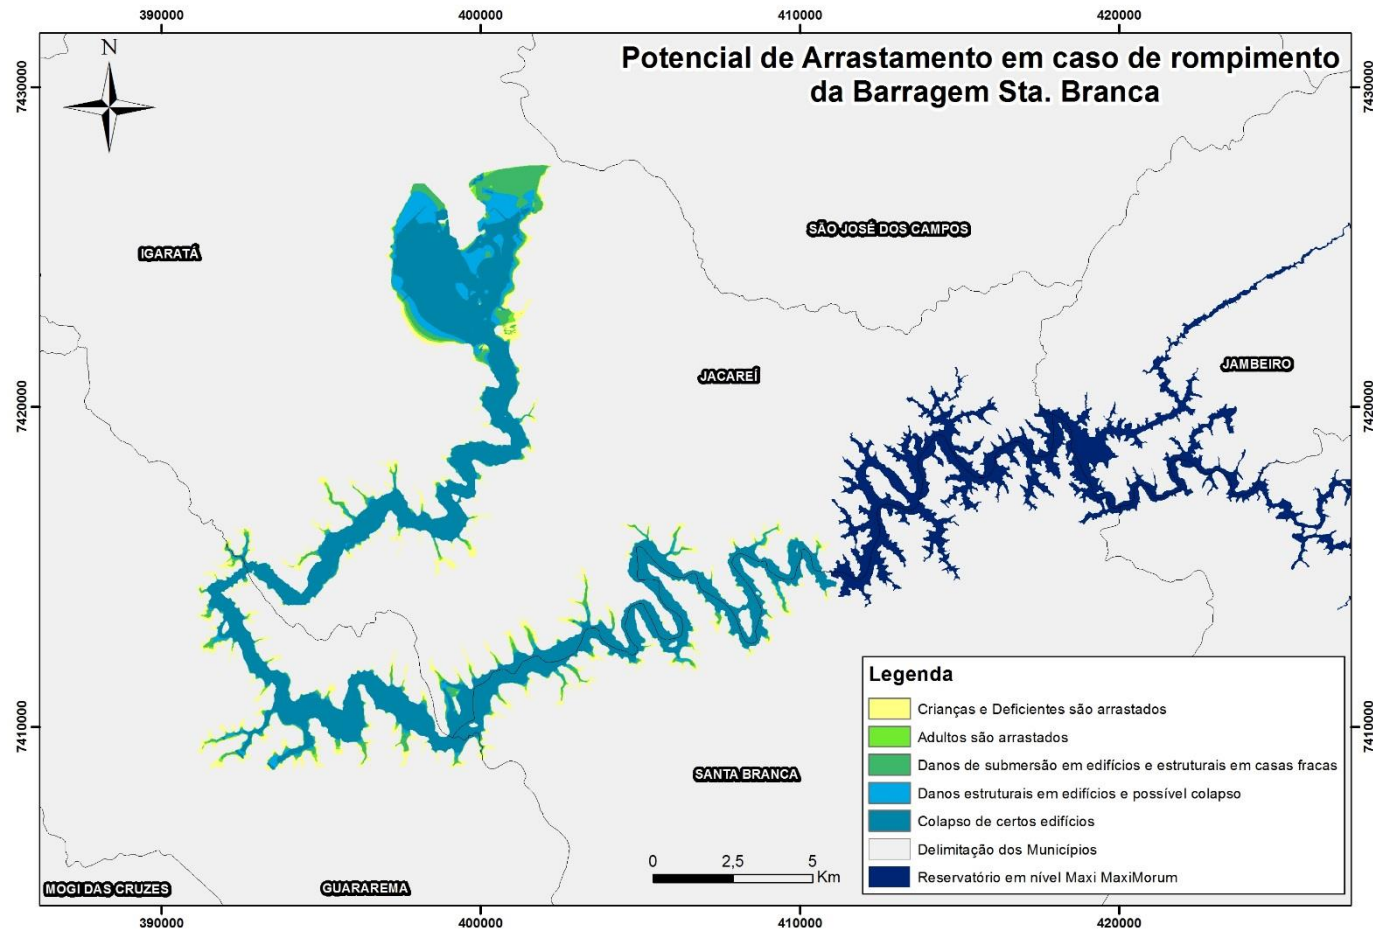 390000
400000
410000
420000
Potencial de Arrastamento em caso de rompimento
da Barragem Sta. Branca
N
7430000
7430000
SÃO JOSÉ DOS CAMPOS
IGARATÁ
JAMBEIRO
JACAREÍ
7420000
7420000
Legenda
Crianças e Deficientes são arrastados
Adultos são arrastados
Danos de submersão em edifícios e estruturais em casas fracas
Danos estruturais em edifícios e possível colapso
Colapso de certos edifícios
Delimitação dos Municípios
Reservatório em nível Maxi MaxiMorum
7410000
7410000
SANTA BRANCA
0 2,5 5
Km
MOGI DAS CRUZES
GUARAREMA
390000
400000
410000
420000